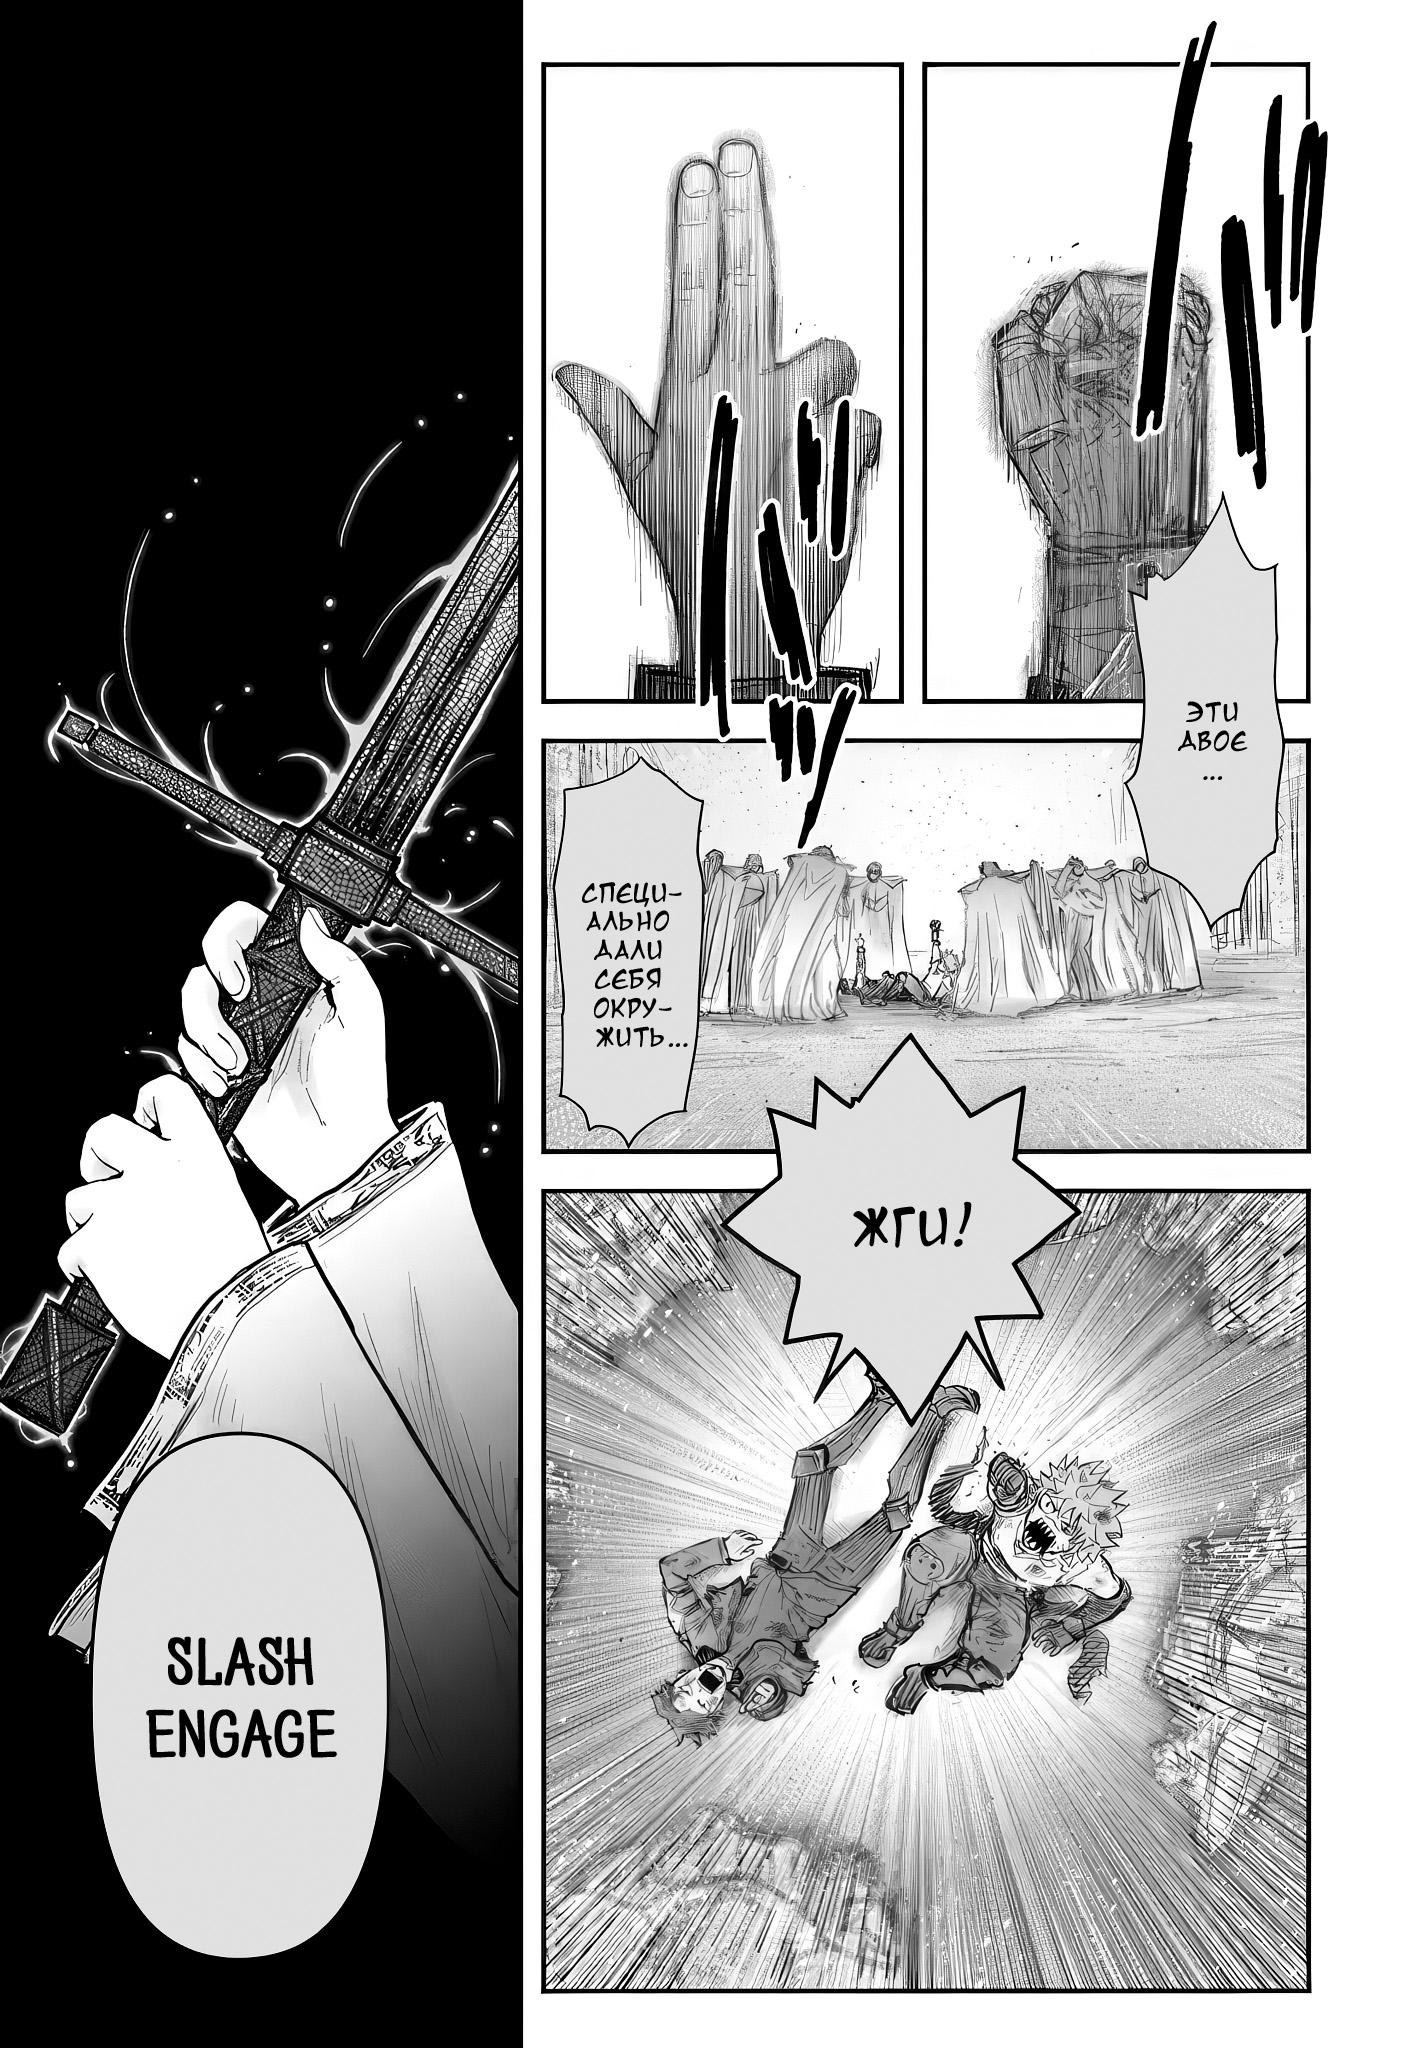 ЭТИ
ДВОЕ
...
СПЕЦИ-
АЛЬНО
ДАЛИ
СЕБЯ
ОКРУ-
ЖИТЬ...
ЖГИ!
SLASH
ENGAGE